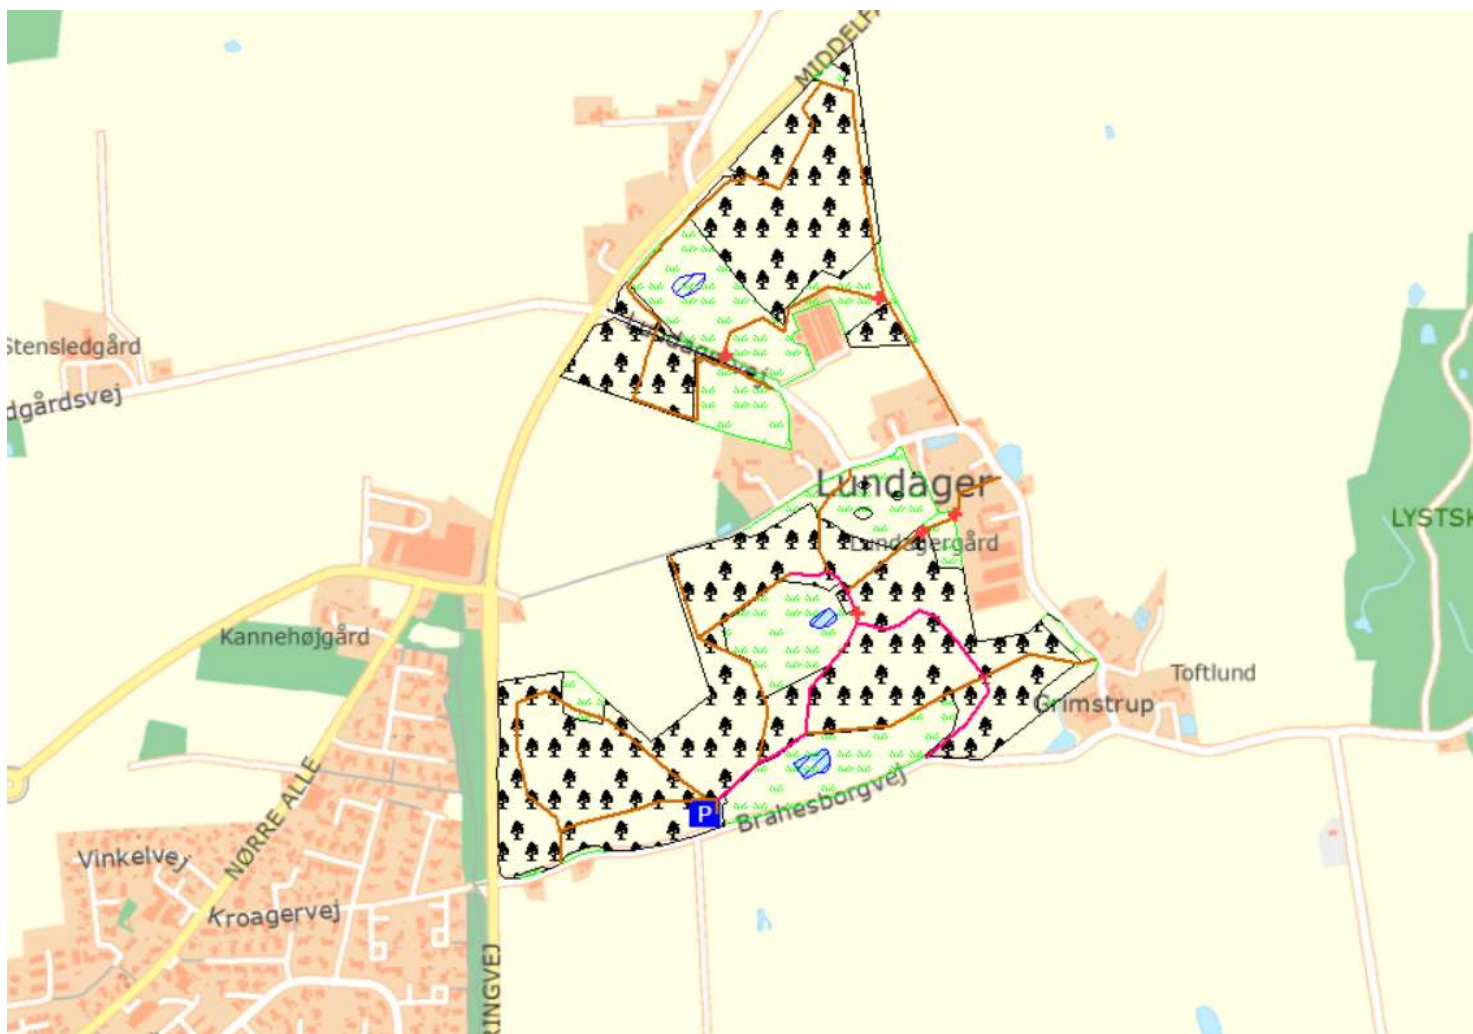 MIDDELF
Stensledgård
dgårdsvej
Lundager
LYSTSK
Lundagergård
Kannehøjgård
Toftlund
Grimstrup
P
Brahesborgvej
NØRRE ALLE
Vinkelvej
Kroagervej
RINGVEJ